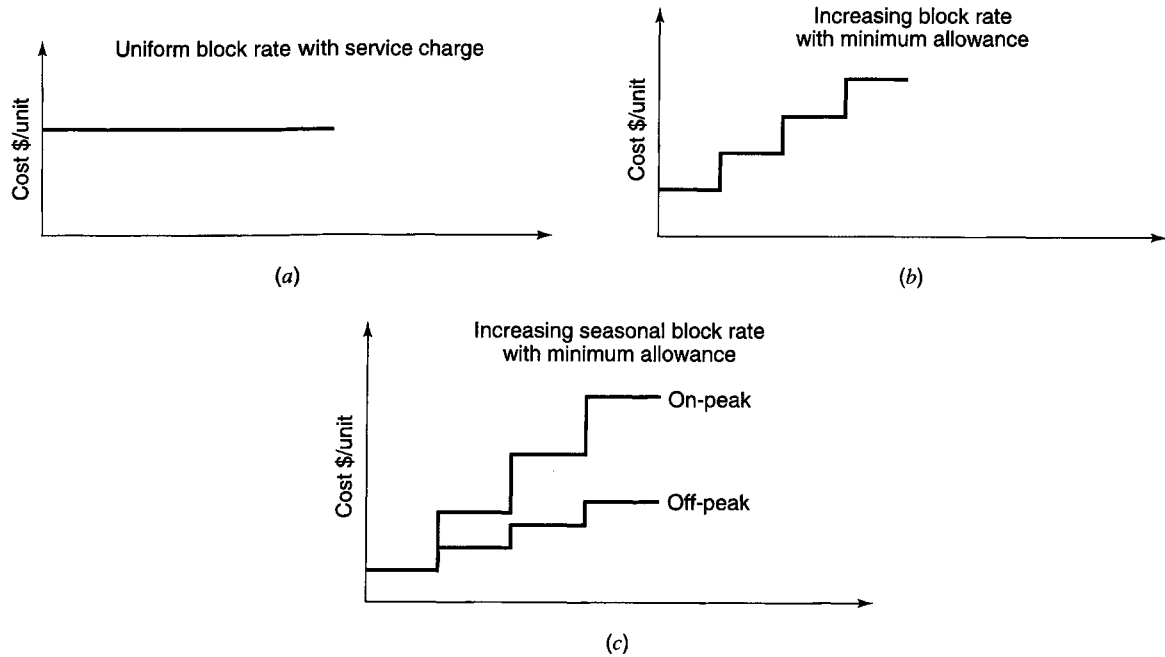 Uniform block rate with service charge
Cost $/unit
(a)
Increasing block rate
with minimum allowance
Cost $/unit
(b)
Increasing seasonal block rate
with minimum allowance
Cost $/unit
On-peak
Off-peak
(c)